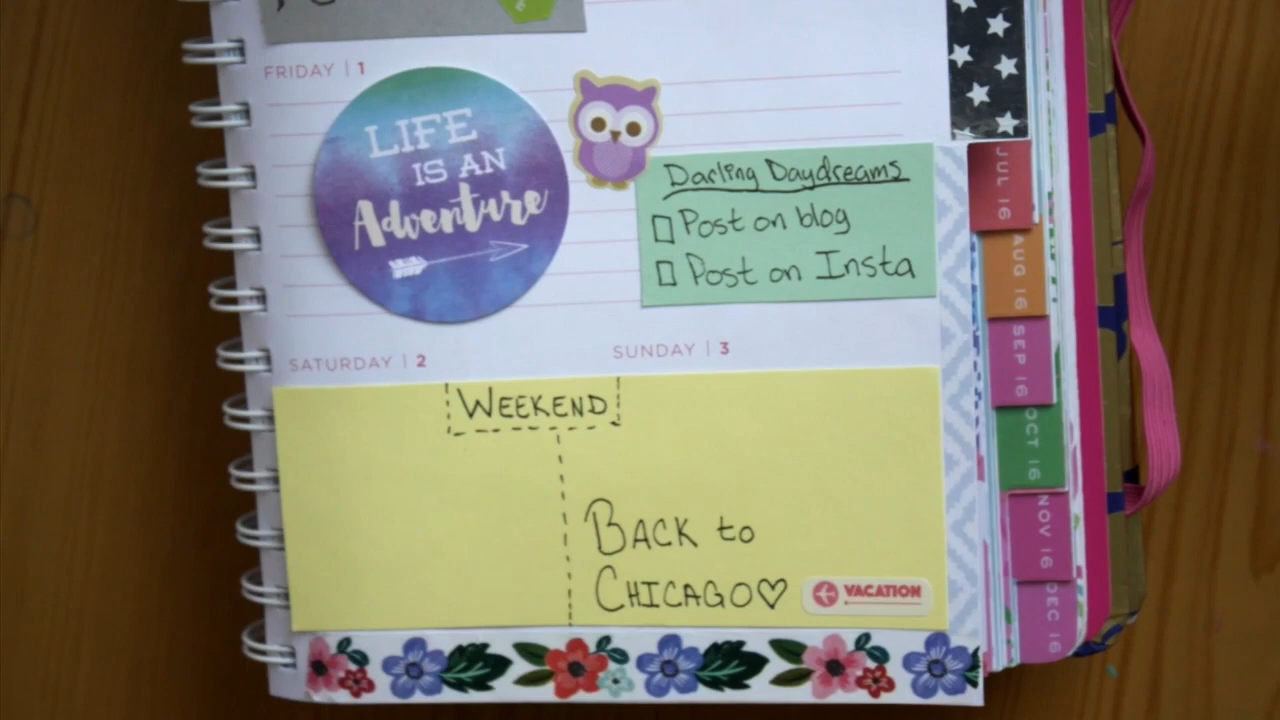 FRIDAY | 1
LIFE
IS AN
Adventure
Darling Daydreams
Post on blog
Post on Insta
SATURDAY | 2
SUNDAY | 3
WEEKEND
BACK to
CHICAGO♡
VACATION
JUL 16
AUG 16
SEP 16
OCT 16
NOV 16
DEC 16